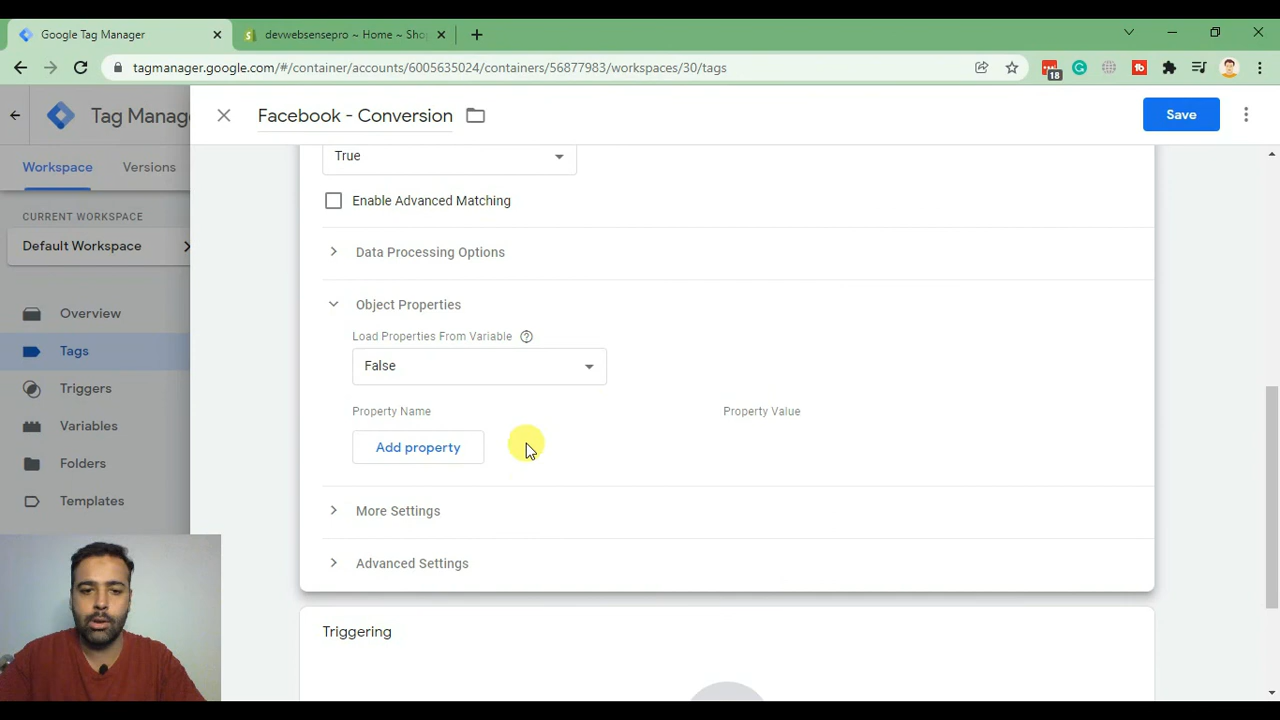 Google Tag Manager
devwebsensepro ~ Home ~ Sho
tagmanager.google.com/#/container/accounts/6005635024/containers/56877983/workspaces/30/tags
18
Tag Manag
Facebook - Conversion
Save
Workspace
Versions
CURRENT WORKSPACE
Default Workspace
Overview
Tags
Triggers
Variables
Folders
Templates
True
Enable Advanced Matching
Data Processing Options
Object Properties
Load Properties From Variable
False
Property Name
Property Value
Add property
More Settings
Advanced Settings
Triggering